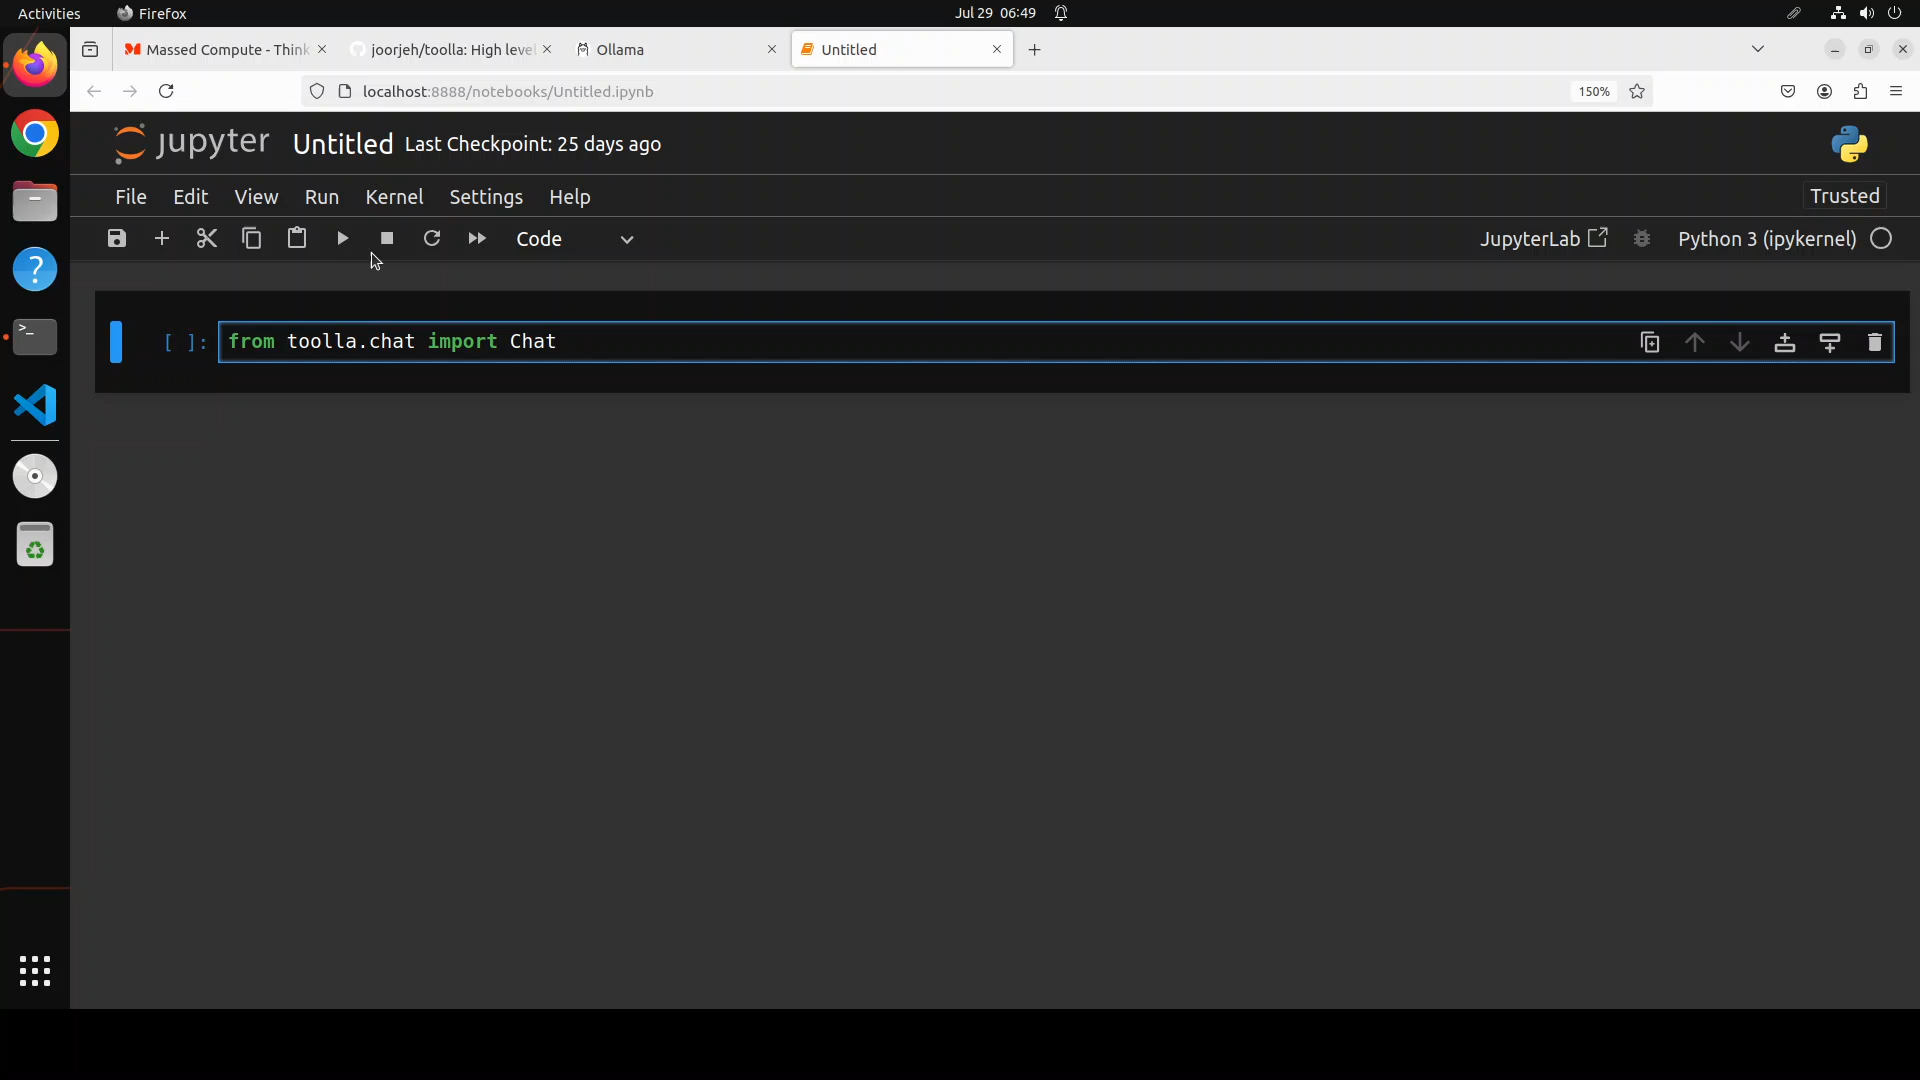 Activities Firefox Jul 29 06:49
Massed Compute - Think joorjeh/toolla: High level Ollama Untitled
localhost:8888/notebooks/Untitled.ipynb 150%
jupyter Untitled Last Checkpoint: 25 days ago
File Edit View Run Kernel Settings Help Trusted
Code JupyterLab Python 3 (ipykernel)
[ ]: from toolla.chat import Chat